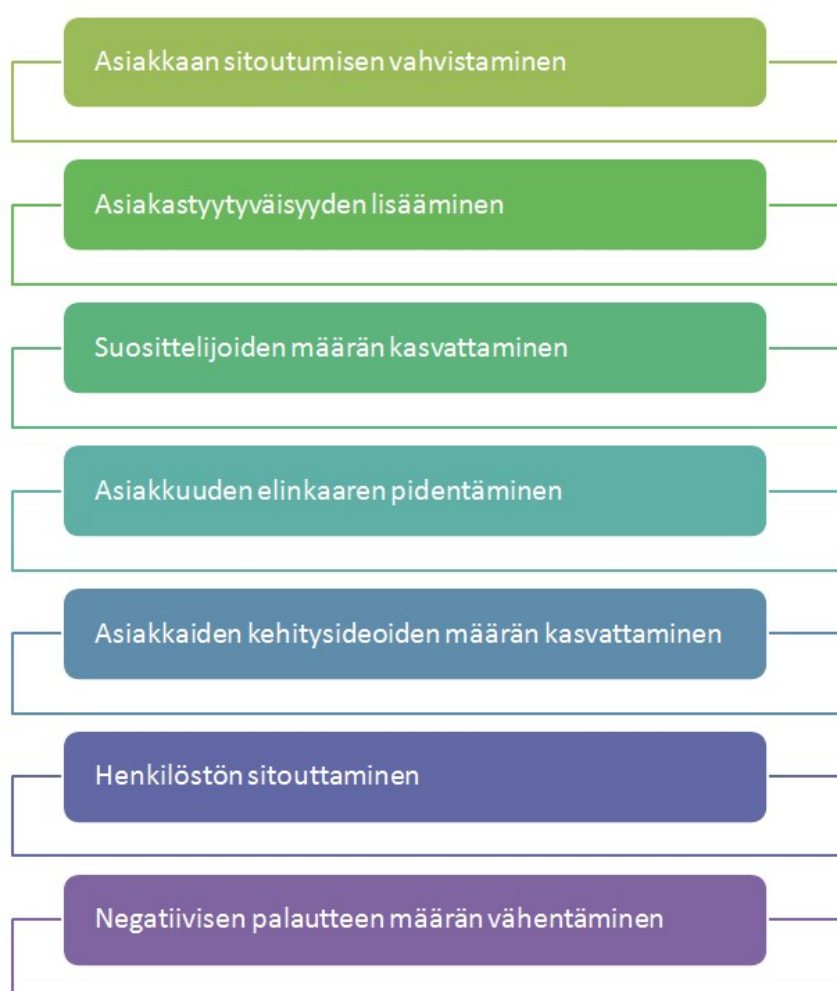 Asiakkaan sitoutumisen vahvistaminen
Asiakastyytyväisyyden lisääminen
Suosittelijoiden määrän kasvattaminen
Asiakkuuden elinkaaren pidentäminen
Asiakkaiden kehitysideoiden määrän kasvattaminen
Henkilöstön sitouttaminen
Negatiivisen palautteen määrän vähentäminen